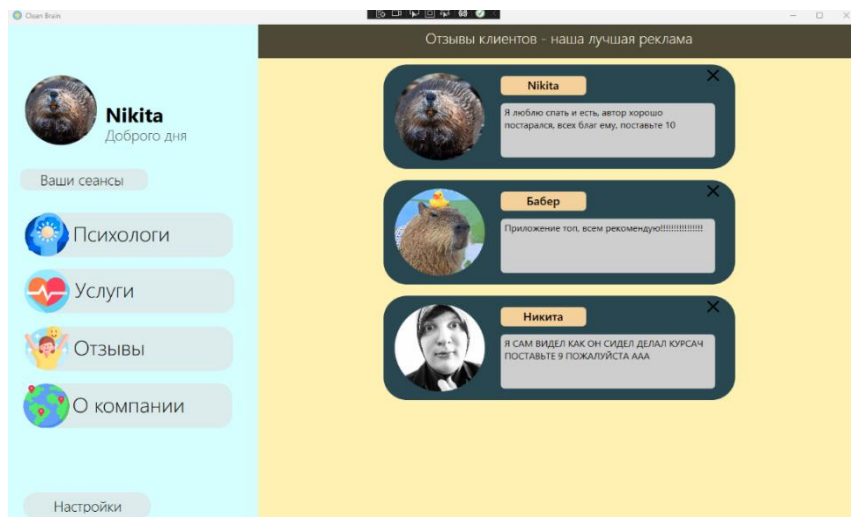 Clean Brain
Отзывы клиентов - наша лучшая реклама
Nikita
Доброго дня
Ваши сеансы
Психологи
Услуги
Отзывы
О компании
Настройки
Nikita
Я люблю спать и есть, автор хорошо
постарался, всех благ ему, поставьте 10
Бабер
Приложение топ, всем рекомендую!!!!!!!!!!!!!!!!
Никита
Я САМ ВИДЕЛ КАК ОН СИДЕЛ ДЕЛАЛ КУРСАЧ
ПОСТАВЬТЕ 9 ПОЖАЛУЙСТА ААА